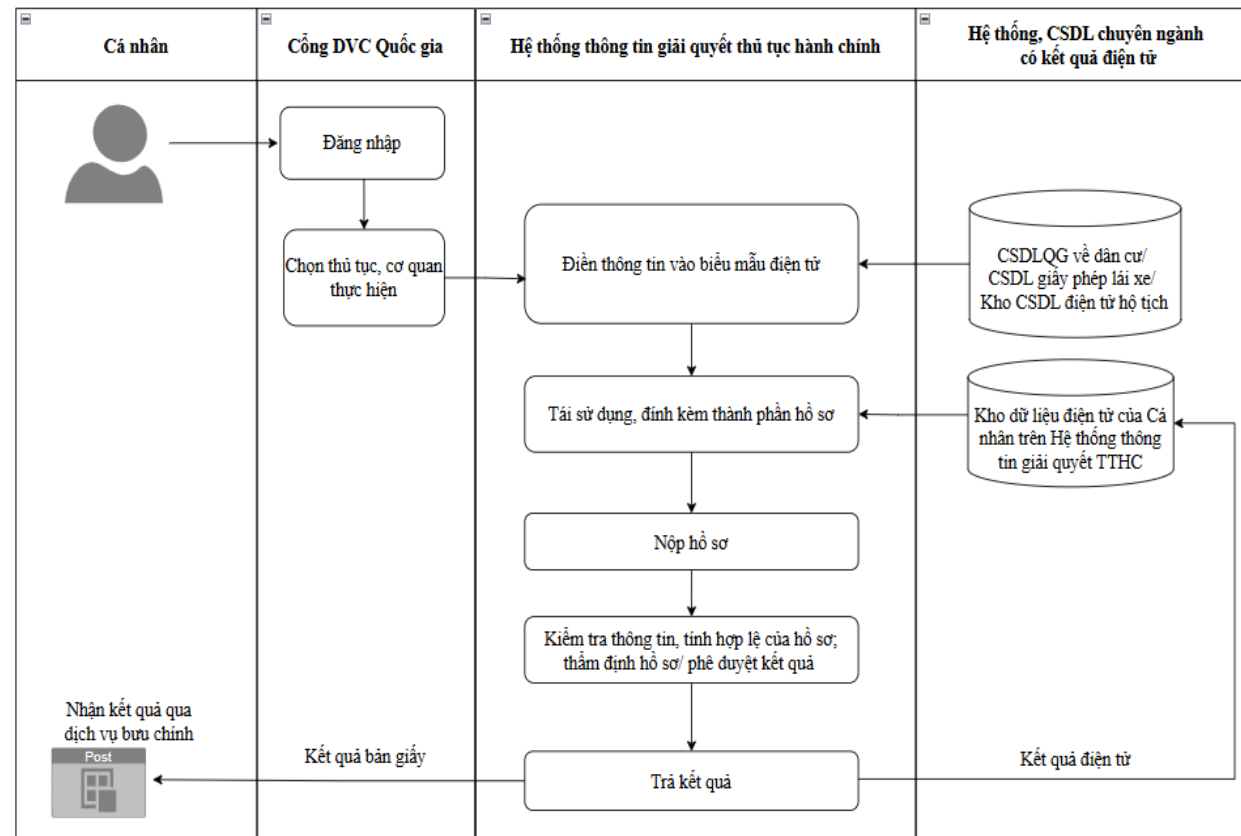 Cá nhân
Cổng DVC Quốc gia
Hệ thống thông tin giải quyết thủ tục hành chính
Hệ thống, CSDL chuyên ngành
có kết quả điện tử
Đăng nhập
Chọn thủ tục, cơ quan
thực hiện
Điền thông tin vào biểu mẫu điện tử
CSDLQG về dân cư/
CSDL giấy phép lái xe/
Kho CSDL điện tử hộ tịch
Tái sử dụng, đính kèm thành phần hồ sơ
Kho dữ liệu điện tử của Cá
nhân trên Hệ thống thông
tin giải quyết TTHC
Nộp hồ sơ
Kiểm tra thông tin, tính hợp lệ của hồ sơ;
thẩm định hồ sơ/ phê duyệt kết quả
Nhận kết quả qua
dịch vụ bưu chính
Post
Kết quả bản giấy
Trả kết quả
Kết quả điện tử